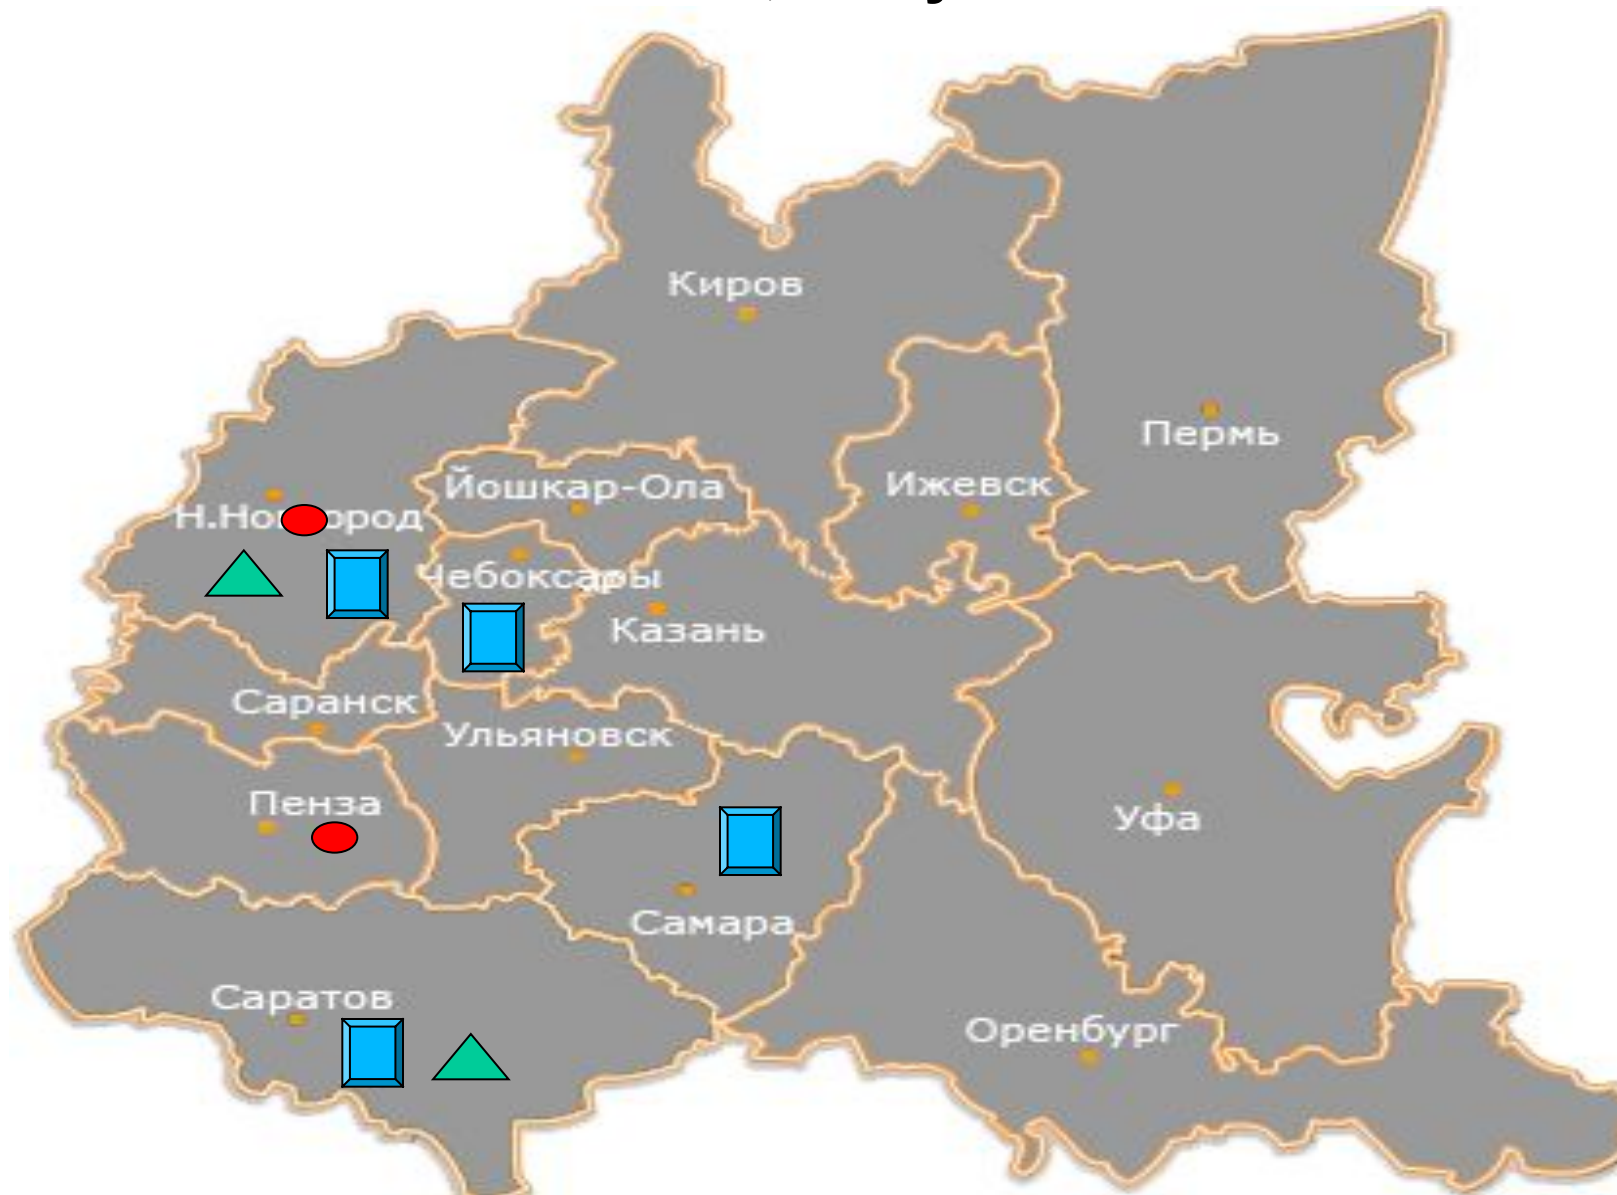 Киров
Пермь
Йошкар-Ола
Ижевск
Чебоксары
Казань
Саранск
Ульяновск
Пенза
Уфа
Самара
Саратов
Оренбург